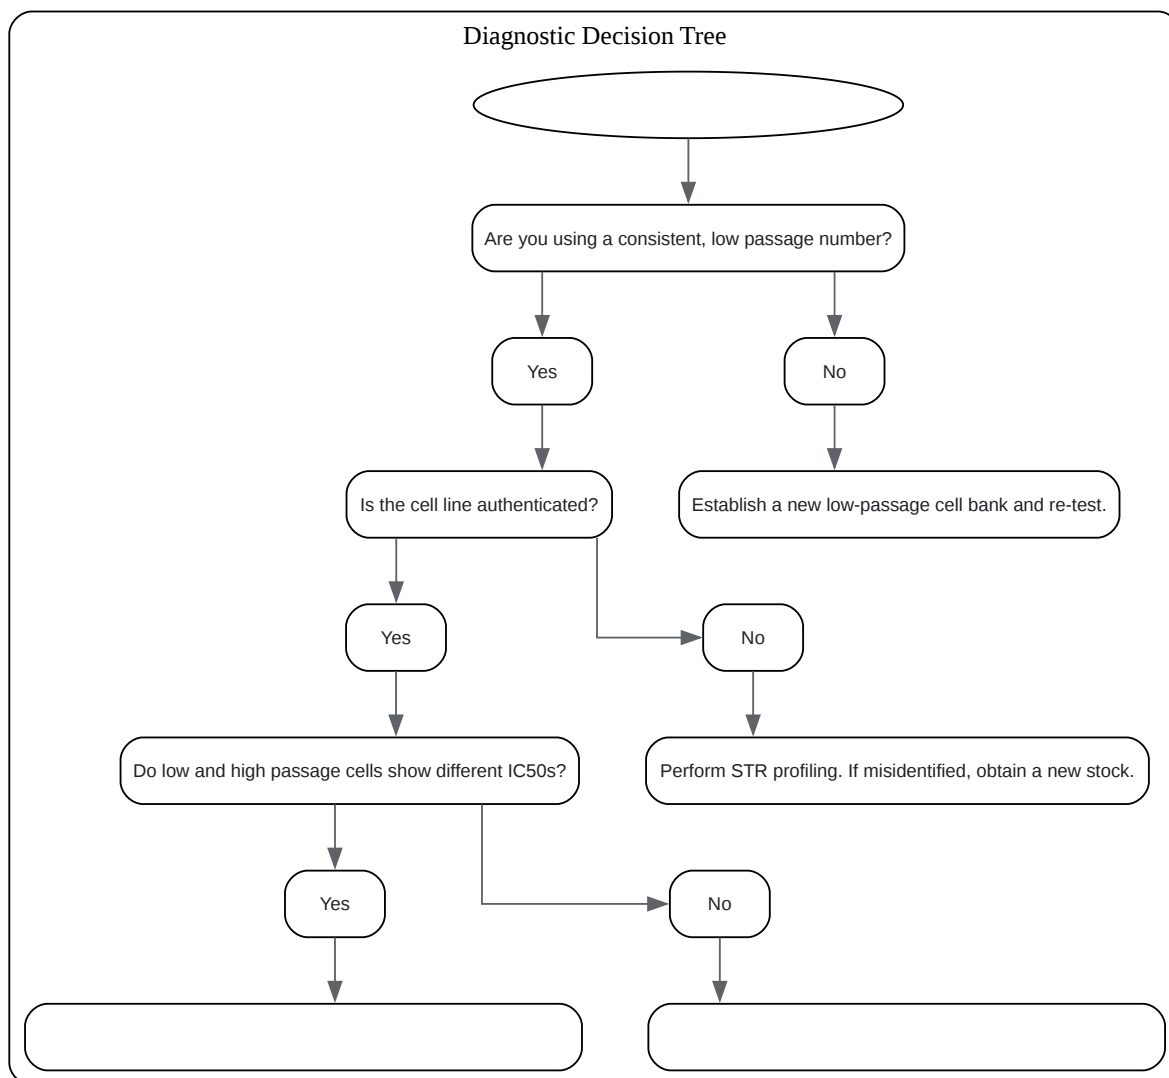 Diagnostic Decision Tree
Are you using a consistent, low passage number?
Yes
No
Is the cell line authenticated?
Establish a new low-passage cell bank and re-test.
Yes
No
Do low and high passage cells show different IC50s?
Perform STR profiling. If misidentified, obtain a new stock.
Yes
No